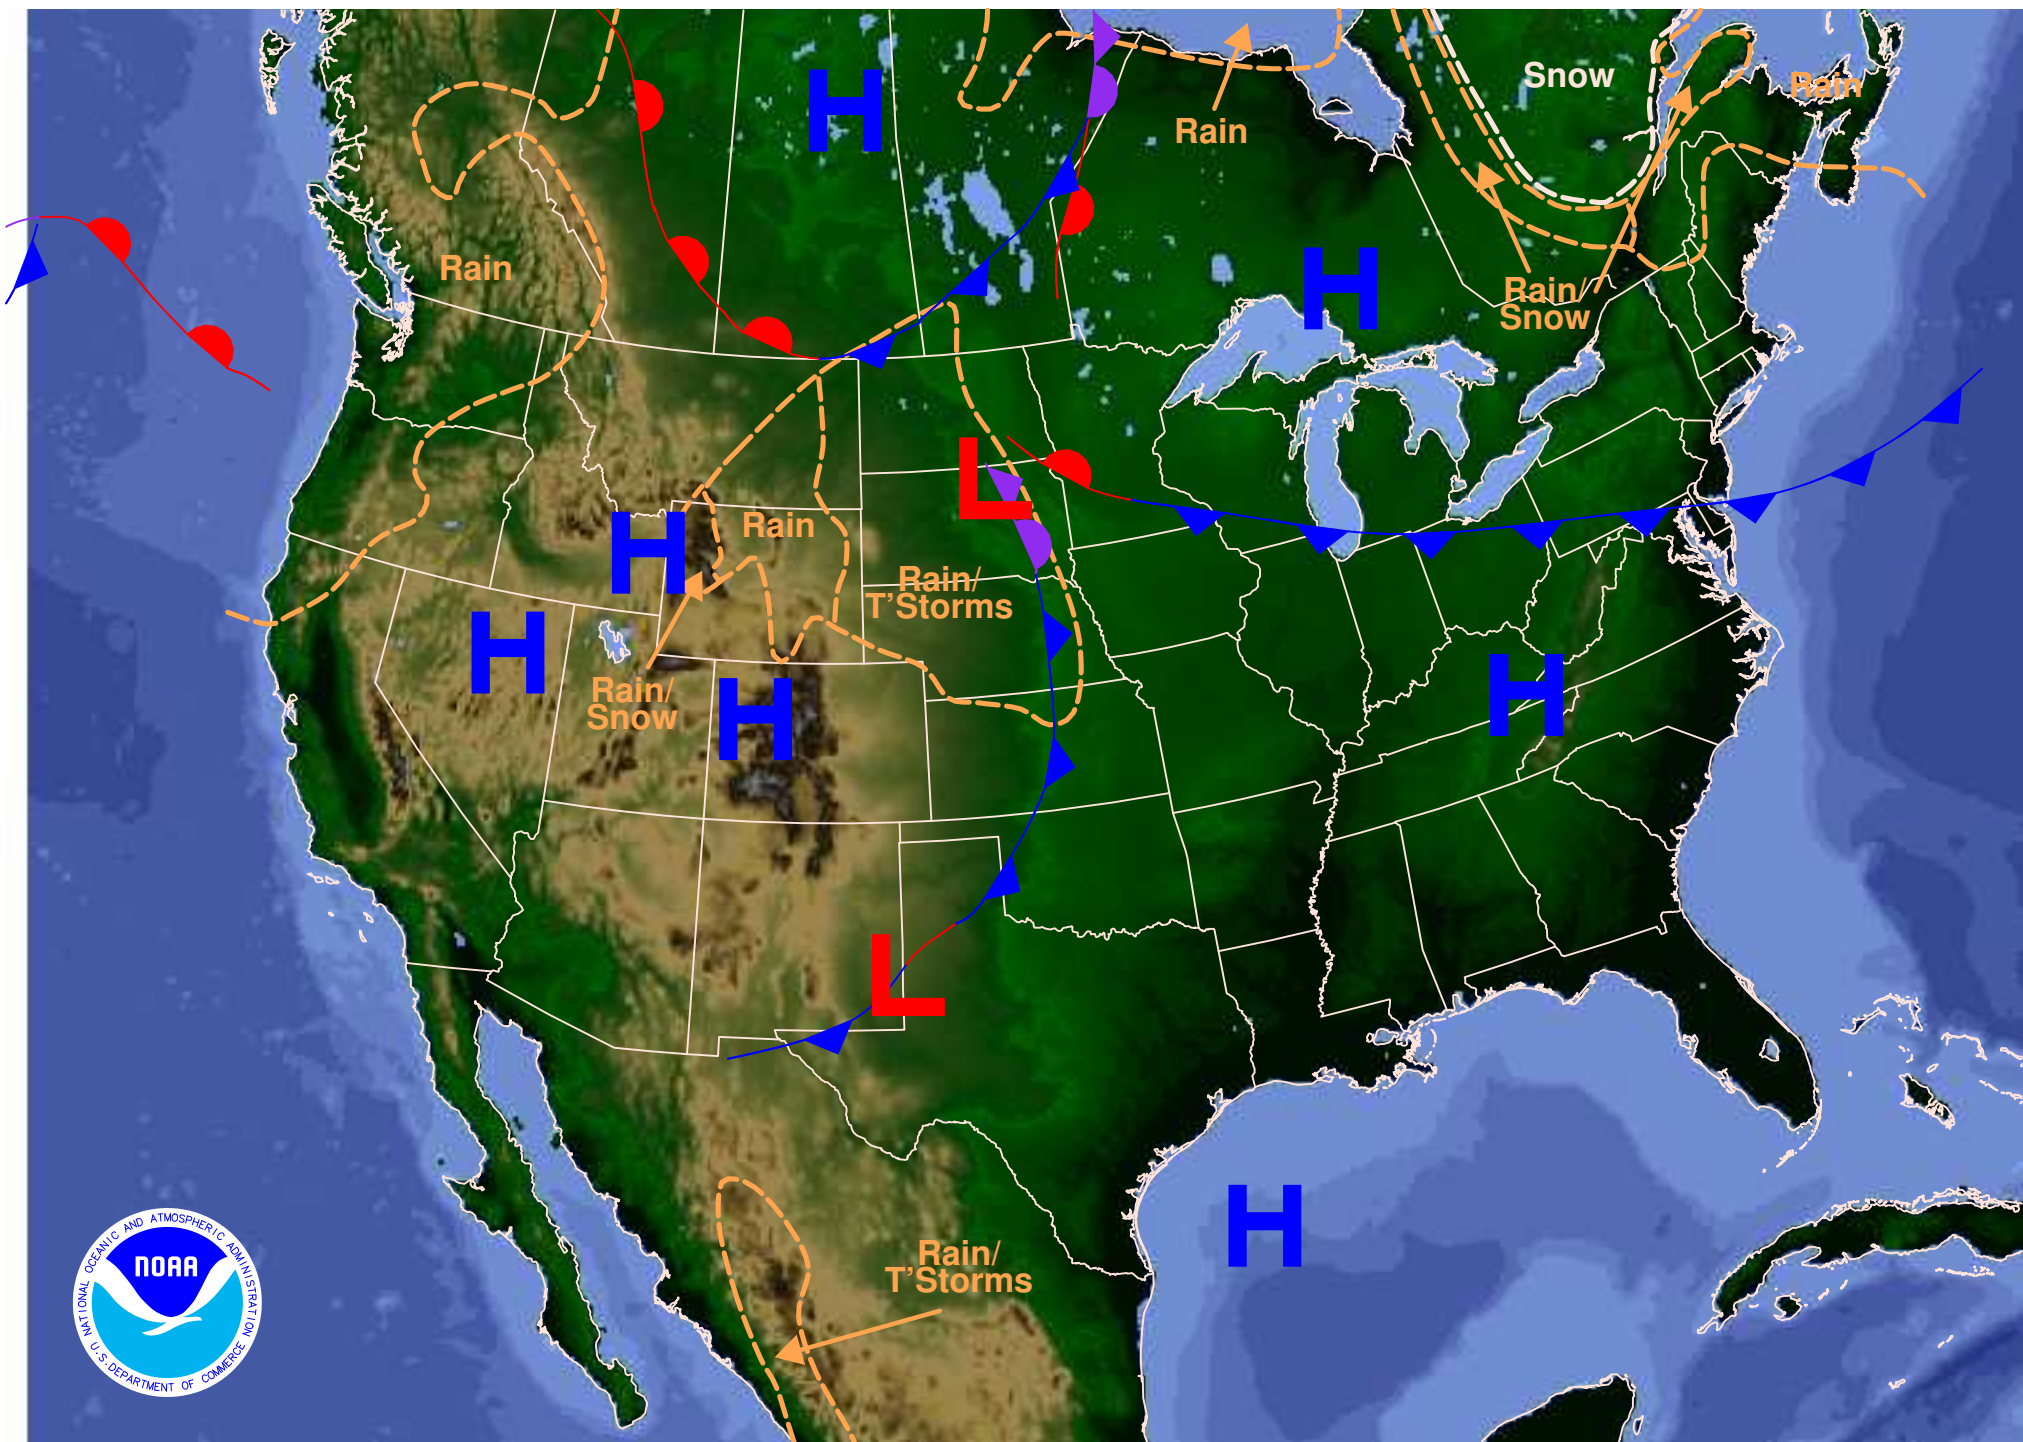 Snow
H
Rain
Rain
Rain
H
Rain/
Snow
L
H
Rain
Rain/
T'Storms
H
Rain/
Snow
H
H
L
H
Rain/
T'Storms
NOAA
NATIONAL OCEANIC AND ATMOSPHERIC ADMINISTRATION
U.S. DEPARTMENT OF COMMERCE